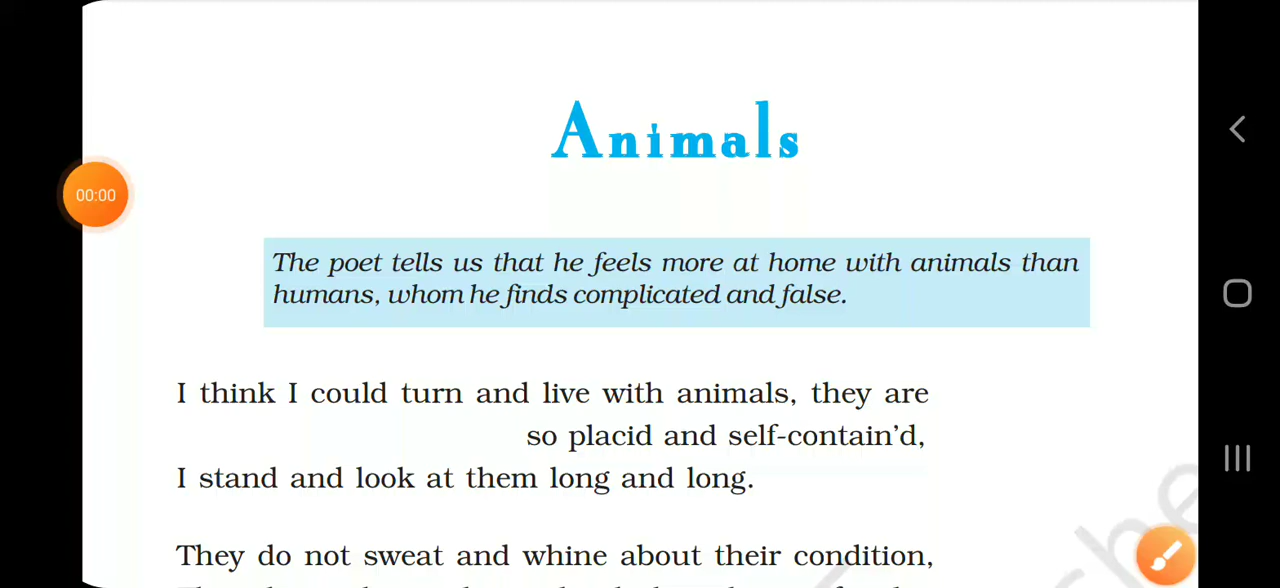 Animals
00:00
The poet tells us that he feels more at home with animals than
humans, whom he finds complicated and false.
I think I could turn and live with animals, they are
so placid and self-contain’d,
I stand and look at them long and long.
They do not sweat and whine about their condition,